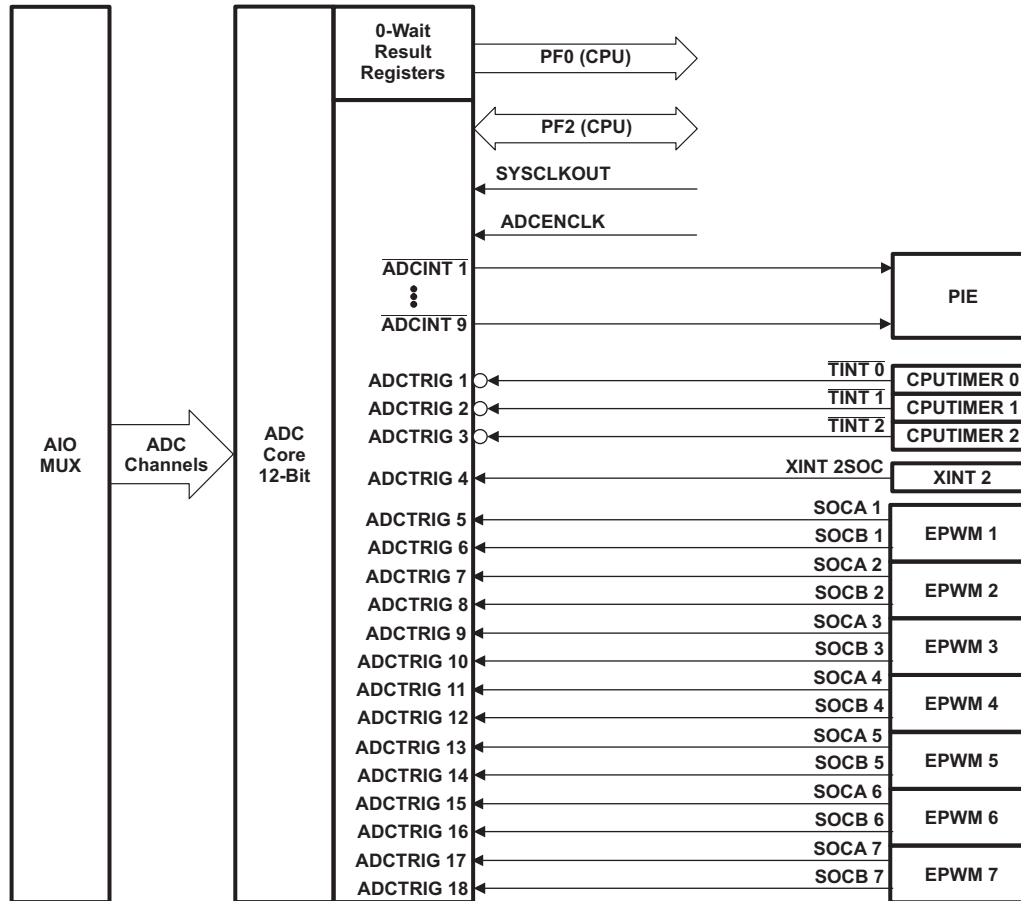 0-Wait
Result
Registers
PF0 (CPU)
PF2 (CPU)
SYSCLKOUT
ADCENCLK
ADCINT 1
ADCINT 9
PIE
ADCTRIG 1
TINT 0
CPUTIMER 0
ADCTRIG 2
TINT 1
CPUTIMER 1
ADCTRIG 3
TINT 2
CPUTIMER 2
AIO
MUX
ADC
Channels
ADC
Core
12-Bit
ADCTRIG 4
XINT 2SOC
XINT 2
ADCTRIG 5
SOCA 1
EPWM 1
ADCTRIG 6
SOCB 1
ADCTRIG 7
SOCA 2
EPWM 2
ADCTRIG 8
SOCB 2
ADCTRIG 9
SOCA 3
EPWM 3
ADCTRIG 10
SOCB 3
ADCTRIG 11
SOCA 4
EPWM 4
ADCTRIG 12
SOCB 4
ADCTRIG 13
SOCA 5
EPWM 5
ADCTRIG 14
SOCB 5
ADCTRIG 15
SOCA 6
EPWM 6
ADCTRIG 16
SOCB 6
ADCTRIG 17
SOCA 7
EPWM 7
ADCTRIG 18
SOCB 7